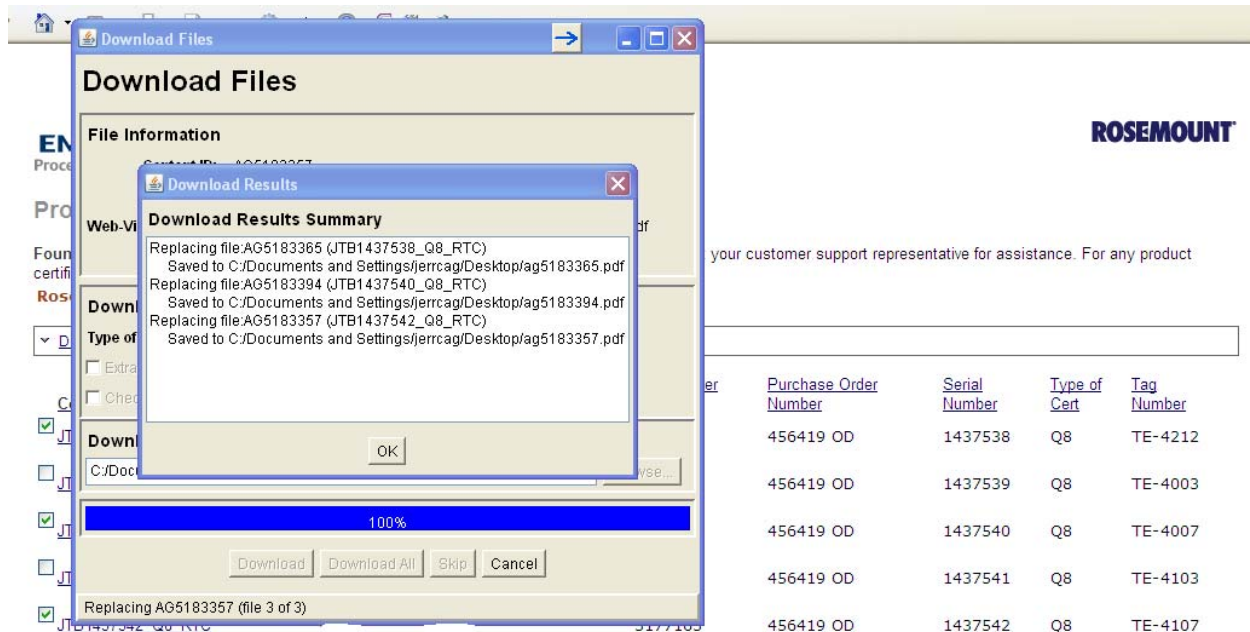 Download Files
Download Files
File Information
ROSEMOUNT
Download Results
Download Results Summary
Replacing file:AG5183365 (JTB1437538_Q8_RTC)
Saved to C:/Documents and Settings/jerrcag/Desktop/ag5183365.pdf
Replacing file:AG5183394 (JTB1437540_Q8_RTC)
Saved to C:/Documents and Settings/jerrcag/Desktop/ag5183394.pdf
Replacing file:AG5183357 (JTB1437542_Q8_RTC)
Saved to C:/Documents and Settings/jerrcag/Desktop/ag5183357.pdf
OK
your customer support representative for assistance. For any product
Type of
Purchase Order Number Serial Number Type of Cert Tag Number
456419 OD 1437538 Q8 TE-4212
456419 OD 1437539 Q8 TE-4003
456419 OD 1437540 Q8 TE-4007
456419 OD 1437541 Q8 TE-4103
456419 OD 1437542 Q8 TE-4107
100%
Download Download All Skip Cancel
Replacing AG5183357 (file 3 of 3)